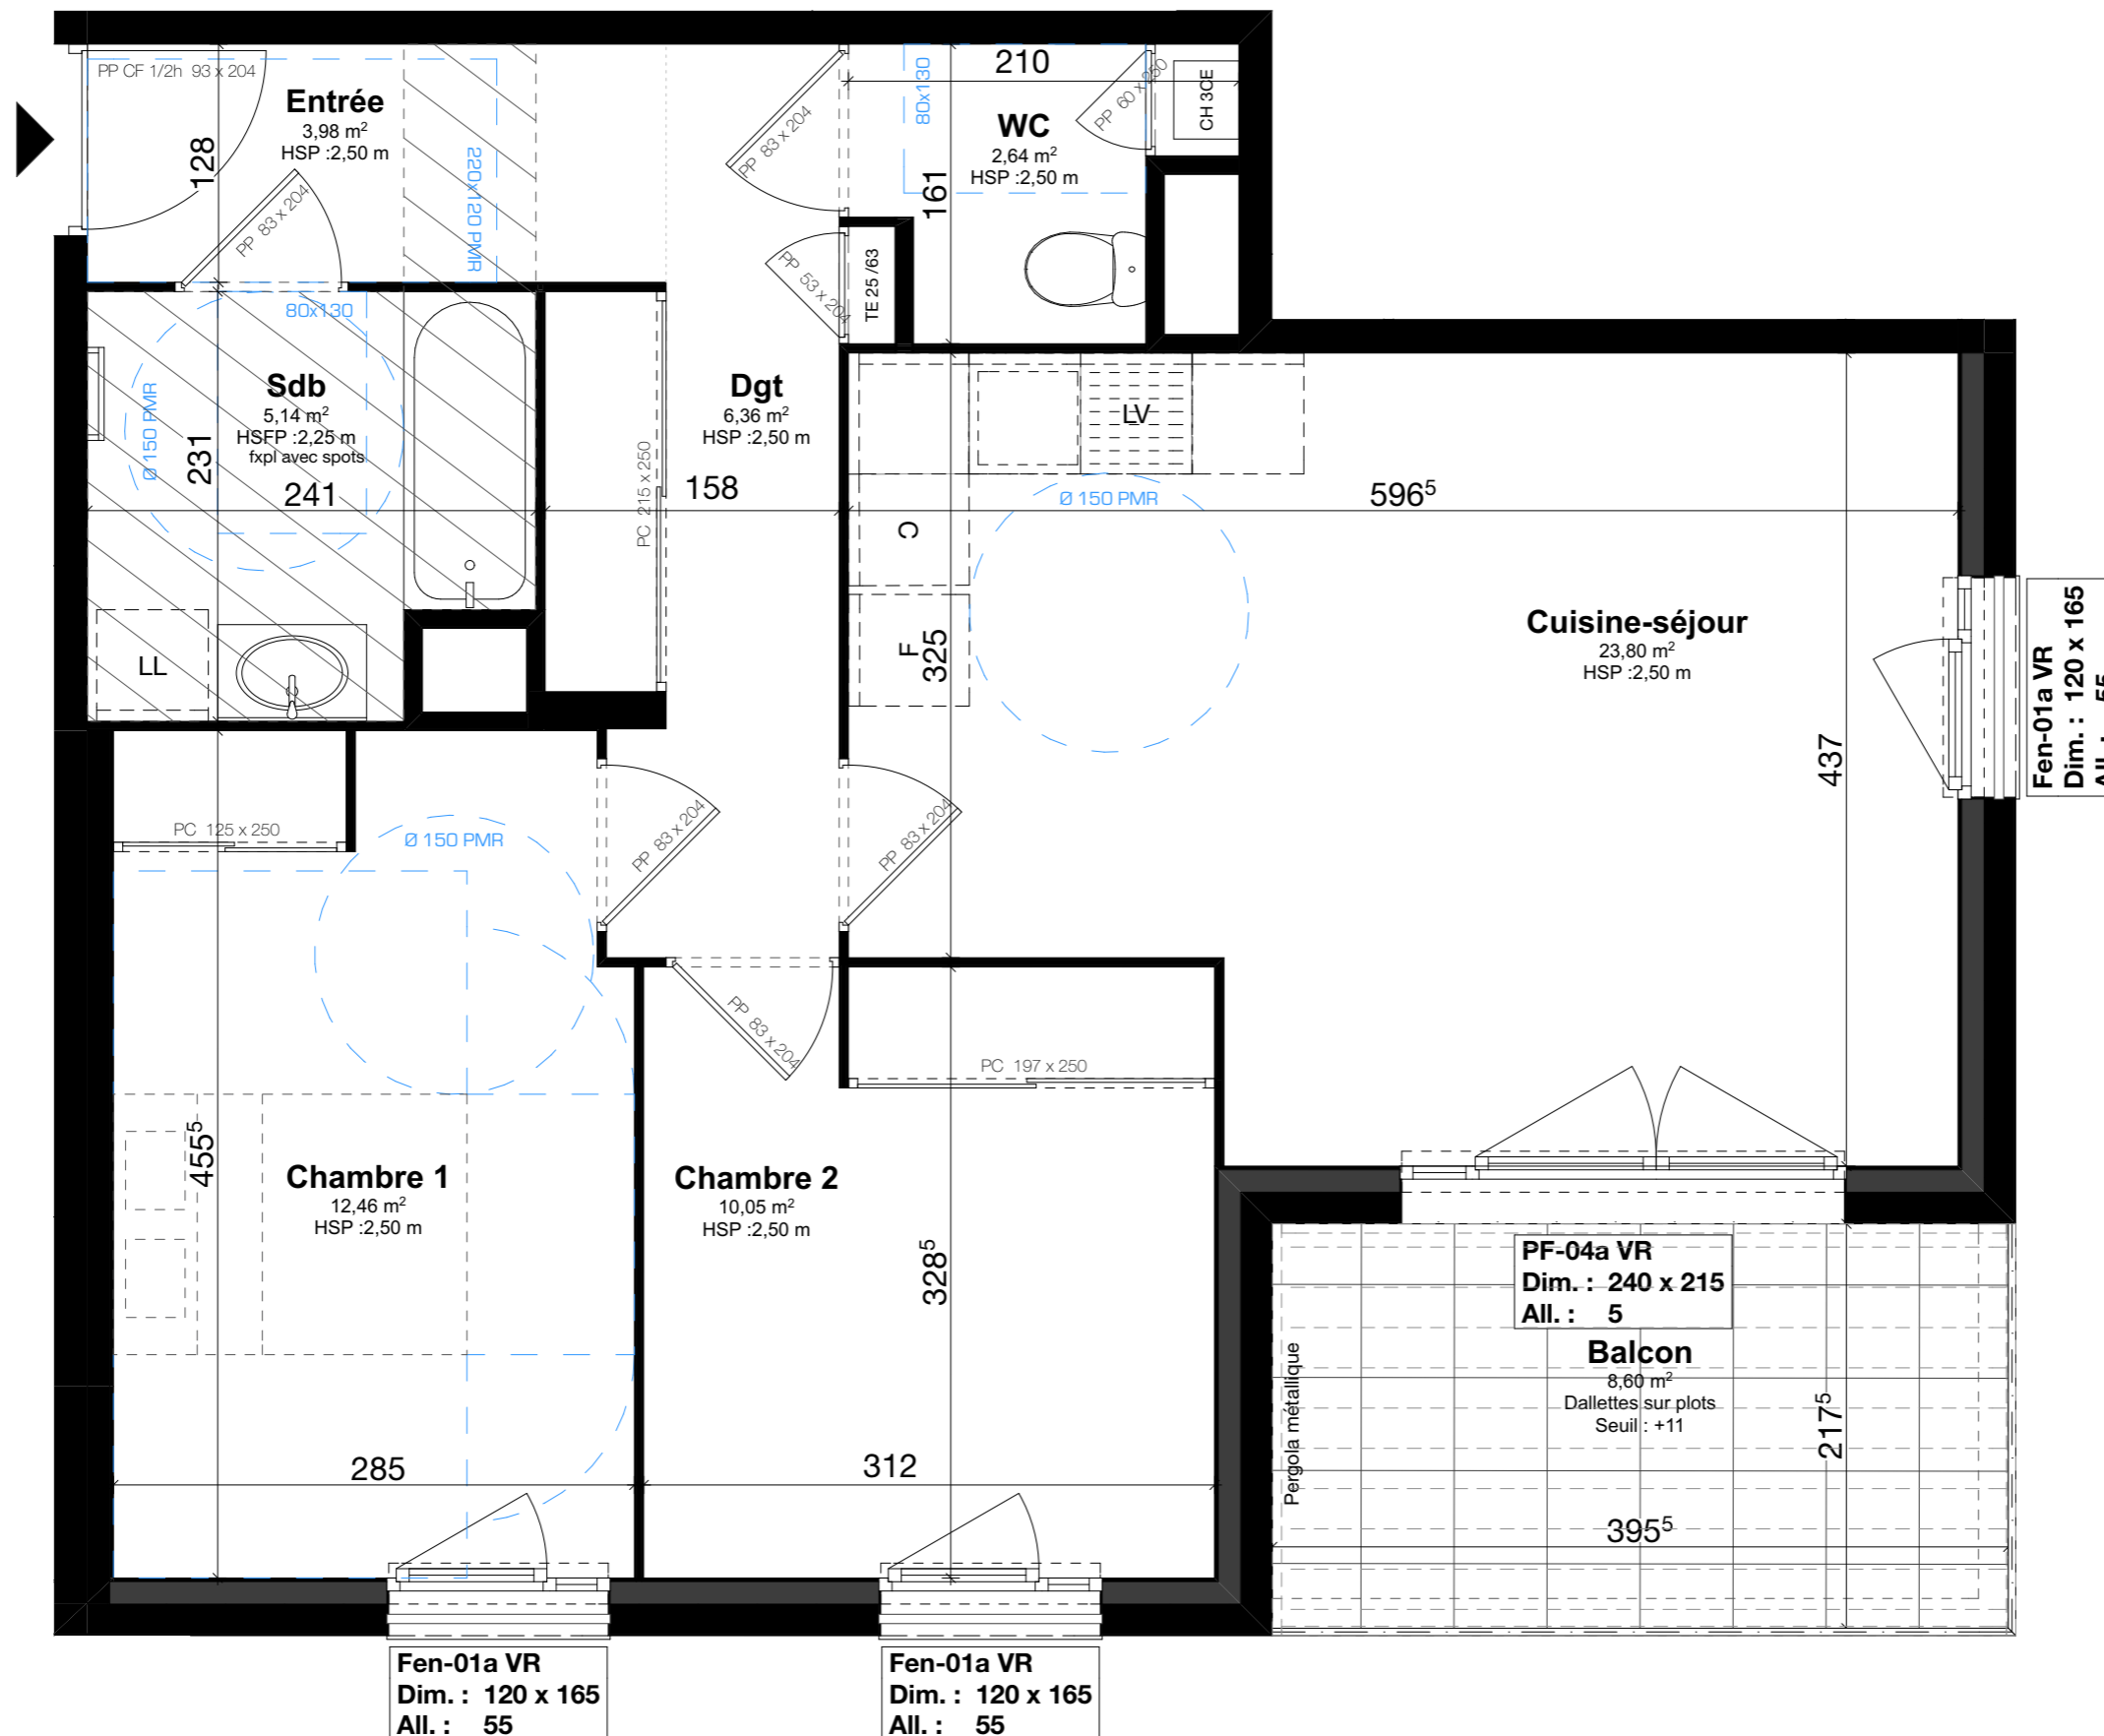 PP CF 1/2h 93 x 204
Entrée
3,98 m²
HSP :2,50 m
128
220x120 PMR
PP 83 x 204
PP 83 x 204
80x130
210
WC
2,64 m²
HSP :2,50 m
161
PP 60 x 250
CH 3CE
PP 53 x 204
TE 25 /63
80x130
Ø 150 PMR
Sdb
5,14 m²
HSFP :2,25 m
fxpl avec spots
231
241
LL
PC 215 x 250
Dgt
6,36 m²
HSP :2,50 m
158
LV
Ø 150 PMR
596⁵
C
F
325
Cuisine-séjour
23,80 m²
HSP :2,50 m
437
Fen-01a VR
Dim. : 120 x 165
All. : 55
PC 125 x 250
Ø 150 PMR
PP 83 x 204
PP 83 x 204
PP 83 x 204
PC 197 x 250
455⁵
Chambre 1
12,46 m²
HSP :2,50 m
285
Chambre 2
10,05 m²
HSP :2,50 m
328⁵
312
PF-04a VR
Dim. : 240 x 215
All. : 5
Balcon
8,60 m²
Dallettes sur plots
Seuil : +11
Pergola métallique
217⁵
395⁵
Fen-01a VR
Dim. : 120 x 165
All. : 55
Fen-01a VR
Dim. : 120 x 165
All. : 55